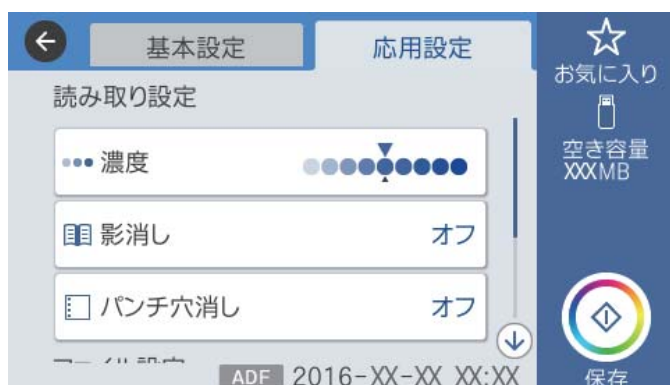 基本設定
応用設定
お気に入り
空き容量
XXXMB
読み取り設定
濃度
影消し オフ
パンチ穴消し オフ
ADF 2016-XX-XX XX:XX
保存